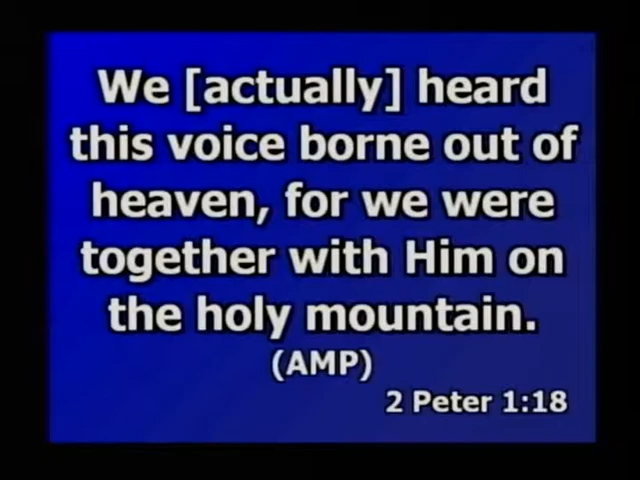 We [actually] heard
this voice borne out of
heaven, for we were
together with Him on
the holy mountain.
(AMP)
2 Peter 1:18